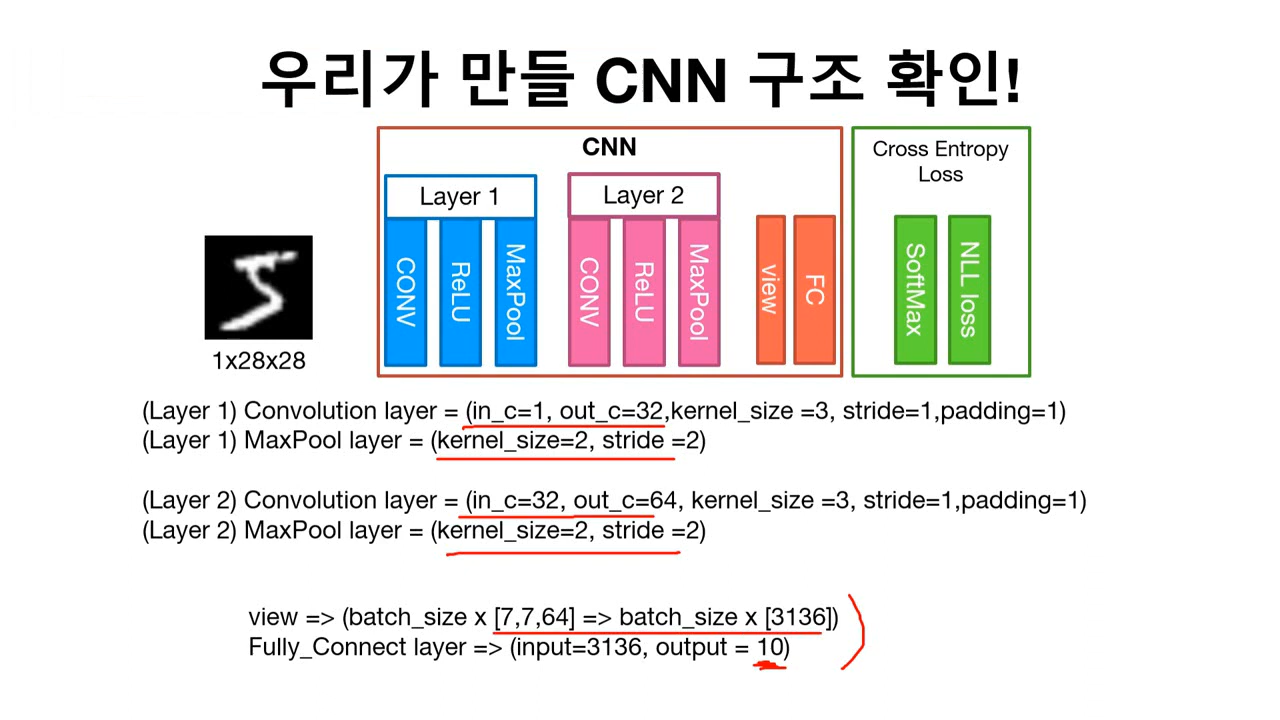 우리가 만들 CNN 구조 확인!
CNN
Layer 1
CONV
ReLU
MaxPool
Layer 2
CONV
ReLU
MaxPool
view
FC
Cross Entropy
Loss
SoftMax
NLL loss
1x28x28
(Layer 1) Convolution layer = (in_c=1, out_c=32,kernel_size =3, stride=1,padding=1)
(Layer 1) MaxPool layer = (kernel_size=2, stride =2)
(Layer 2) Convolution layer = (in_c=32, out_c=64, kernel_size =3, stride=1,padding=1)
(Layer 2) MaxPool layer = (kernel_size=2, stride =2)
view => (batch_size x [7,7,64] => batch_size x [3136])
Fully_Connect layer => (input=3136, output = 10)